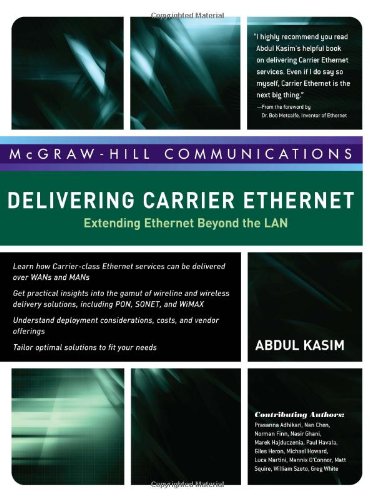 Copyrighted Material
"I highly recommend you read
Abdul Kasim's helpful book
on delivering Carrier Ethernet
services. Even if I do say so
myself, Carrier Ethernet is the
next big thing."
—From the foreword by
Dr. Bob Metcalfe, Inventor of Ethernet
McGRAW-HILL COMMUNICATIONS
DELIVERING CARRIER ETHERNET
Extending Ethernet Beyond the LAN
Learn how Carrier-class Ethernet services can be delivered
over WANs and MANs
Get practical insights into the gamut of wireline and wireless
delivery solutions, including PON, SONET, and WiMAX
Understand deployment considerations, costs, and vendor
offerings
Tailor optimal solutions to fit your needs
ABDUL KASIM
Contributing Authors:
Prasanna Adhikari, Nan Chen,
Norman Finn, Nasir Ghani,
Marek Hajduczenia, Paul Havala,
Giles Heron, Michael Howard,
Luca Martini, Mannix O'Connor, Matt
Squire, William Szeto, Greg White
Copyrighted Material